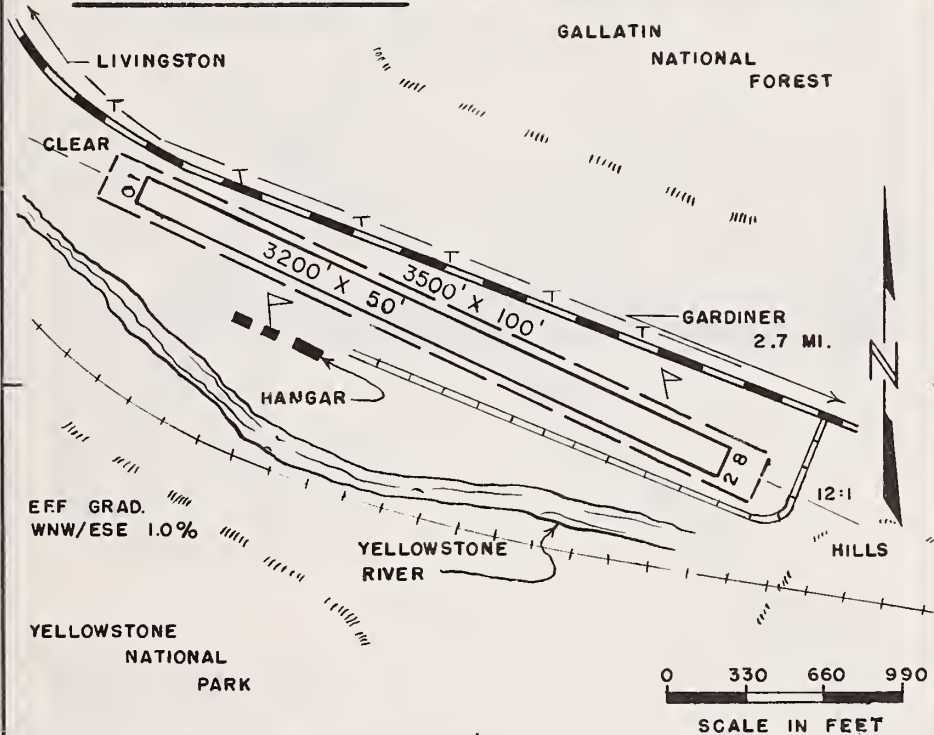 GALLATIN
NATIONAL
FOREST
LIVINGSTON
CLEAR
01
3200' X 50'
3500' X 100'
GARDINER
2.7 MI.
N
HANGAR
28
12:1
EFF GRAD.
WNW/ESE 1.0%
HILLS
YELLOWSTONE
RIVER
YELLOWSTONE
NATIONAL
PARK
0 330 660 990
SCALE IN FEET